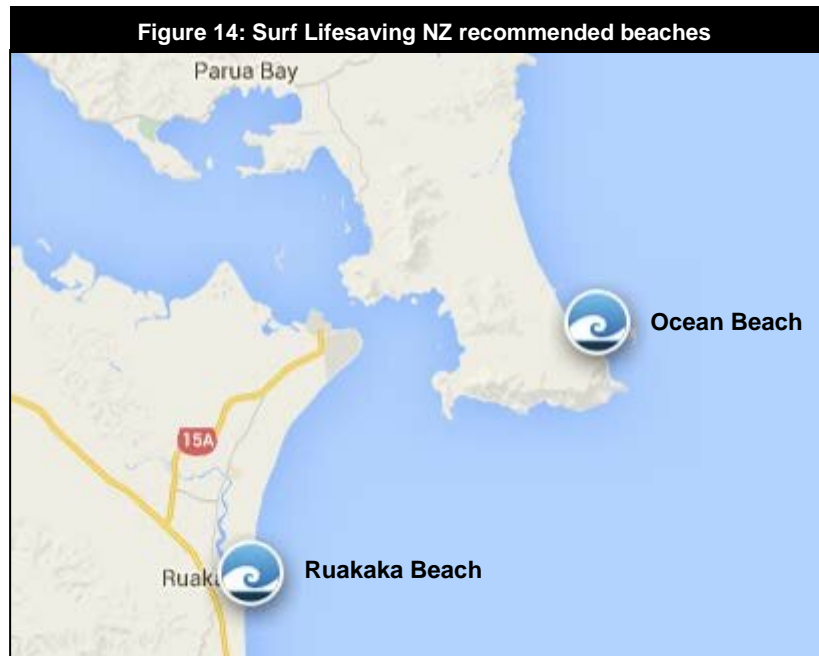 Figure 14: Surf Lifesaving NZ recommended beaches
Parua Bay
Ocean Beach
15A
Ruakaka Beach